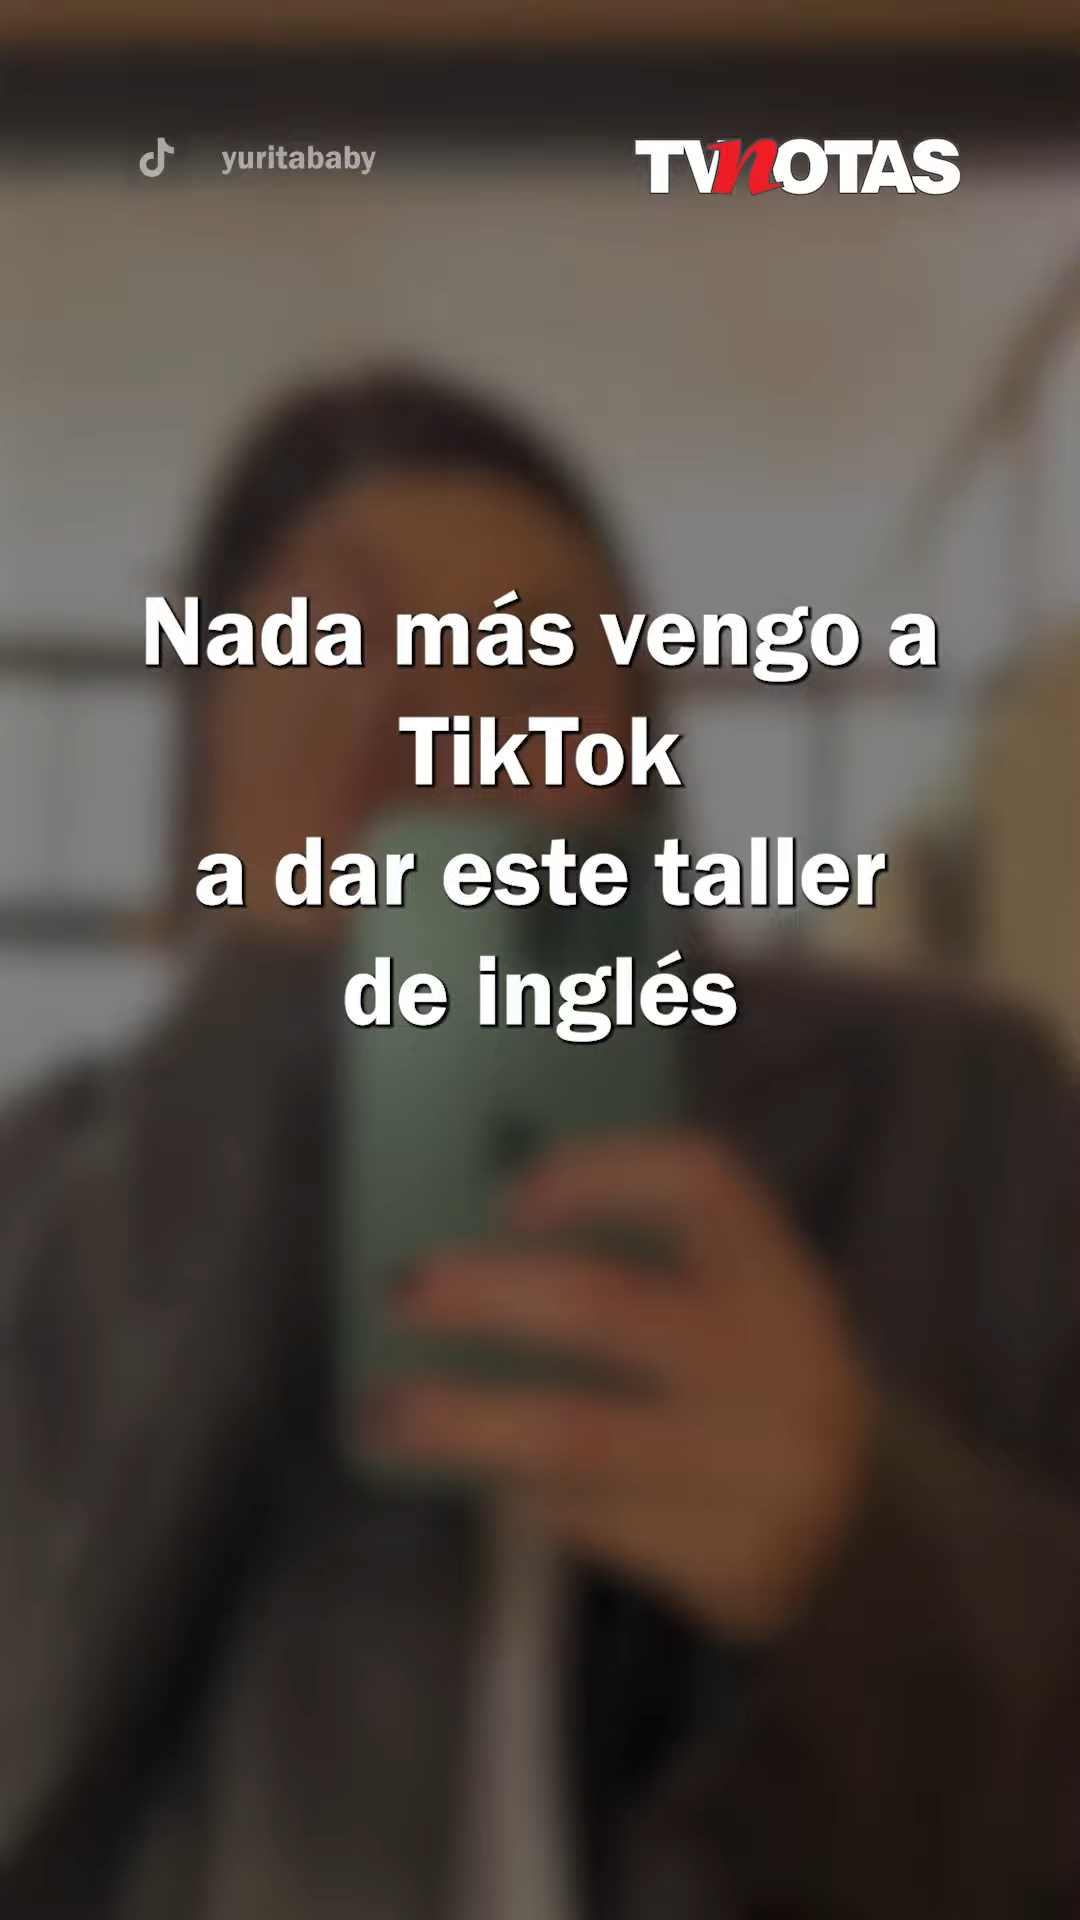 yuritababy
TVnOTAS
Nada más vengo a
TikTok
a dar este taller
de inglés